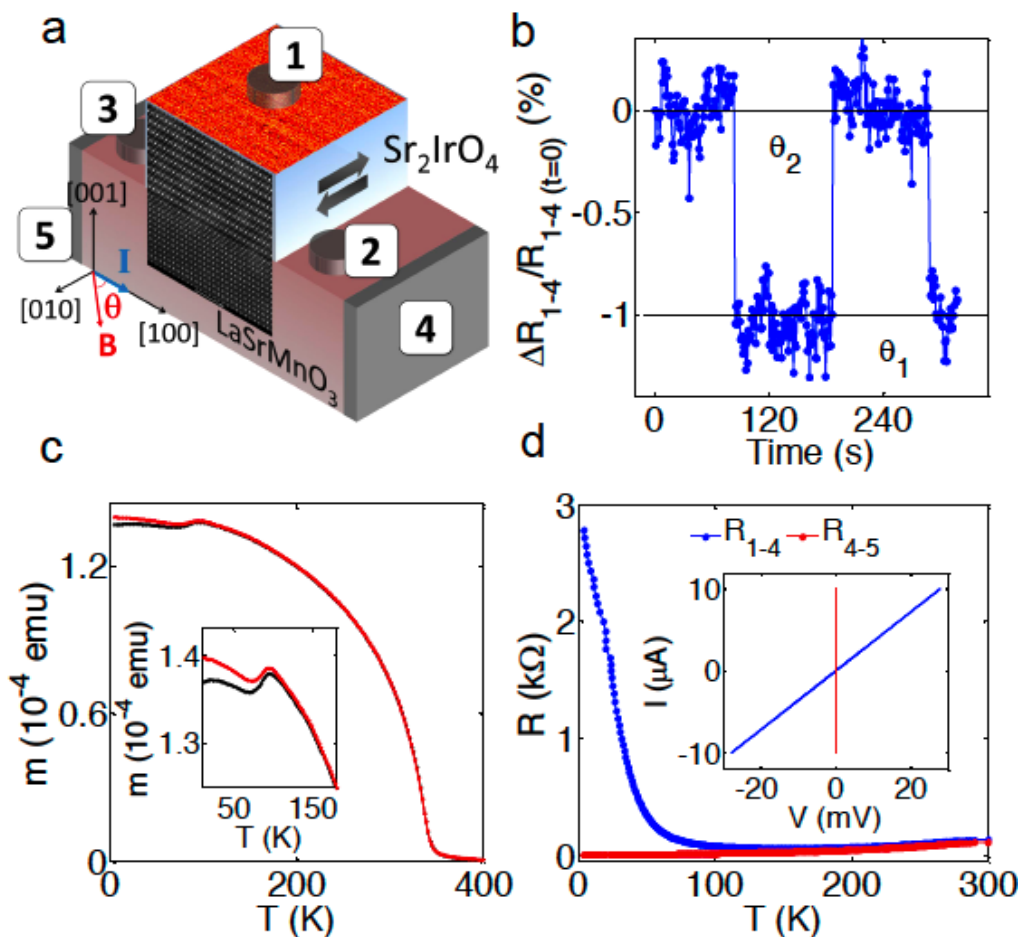 a
1
3
Sr₂IrO₄
[001]
5
I
2
[010]
θ
B
[100]
LaSrMnO₃
4
b
ΔR₁₋₄/R₁₋₄ (t=0) (%)
0
-0.5
-1
θ₂
θ₁
0 120 240
Time (s)
c
m (10⁻⁴ emu)
1.2
0.6
0
0 200 400
T (K)
m (10⁻⁴ emu)
1.4
1.3
50 150
T (K)
d
R (kΩ)
3
2
1
0
0 100 200 300
T (K)
R₁₋₄ R₄₋₅
I (µA)
10
0
-10
-20 0 20
V (mV)